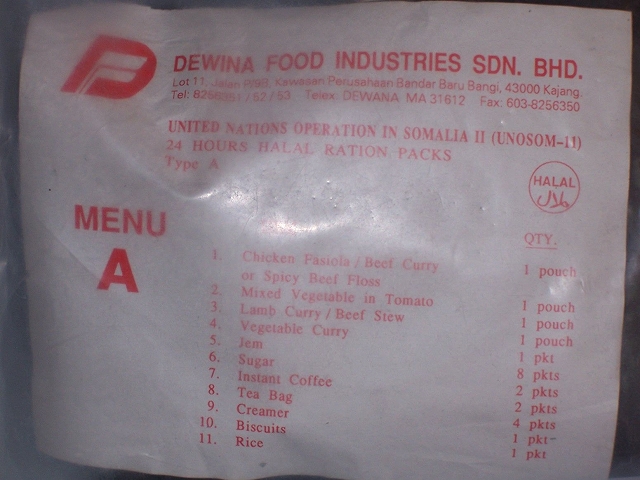 DEWINA FOOD INDUSTRIES SDN. BHD.
Lot 11, Jalan P/9B, Kawasan Perusahaan Bandar Baru Bangi, 43000 Kajang.
Tel: / 52 / 53 Telex. DEWANA MA 31612 Fax: 603-8256350
UNITED NATIONS OPERATION IN SOMALIA II (UNOSOM-11)
24 HOURS HALAL RATION PACKS
Type A
HALAL
حلال
MENU
A
QTY.
1. Chicken Fasiola / Beef Curry 1 pouch
or Spicy Beef Floss
2. Mixed Vegetable in Tomato 1 pouch
3. Lamb Curry / Beef Stew 1 pouch
4. Vegetable Curry 1 pouch
5. Jem 1 pkt
6. Sugar 8 pkts
7. Instant Coffee 2 pkts
8. Tea Bag 2 pkts
9. Creamer 4 pkts
10. Biscuits 1 pkt
11. Rice 1 pkt